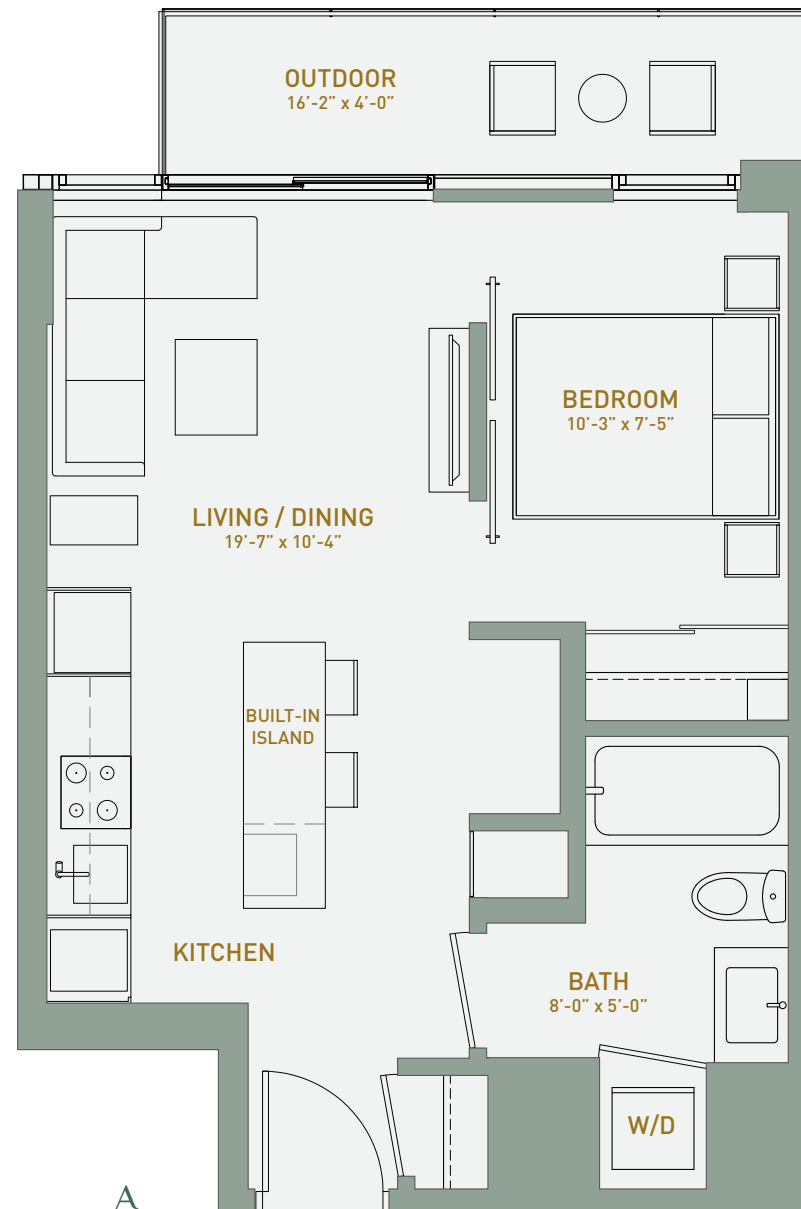 OUTDOOR
16'-2" x 4'-0"
BEDROOM
10'-3" x 7'-5"
LIVING / DINING
19'-7" x 10'-4"
BUILT-IN
ISLAND
KITCHEN
BATH
8'-0" x 5'-0"
W/D
A